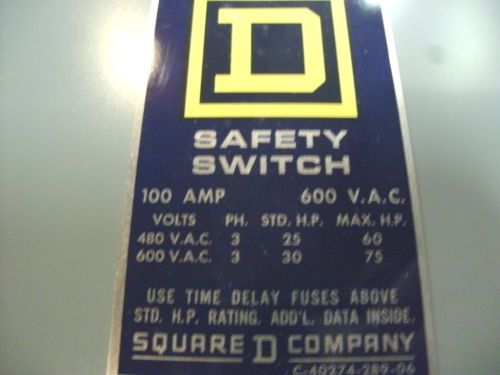 D
SAFETY
SWITCH
100 AMP 600 V.A.C.
VOLTS PH. STD. H.P. MAX. H.P.
480 V.A.C. 3 25 60
600 V.A.C. 3 30 75
USE TIME DELAY FUSES ABOVE
STD. H.P. RATING. ADD'L. DATA INSIDE.
SQUARE D COMPANY
C-40274-289-06